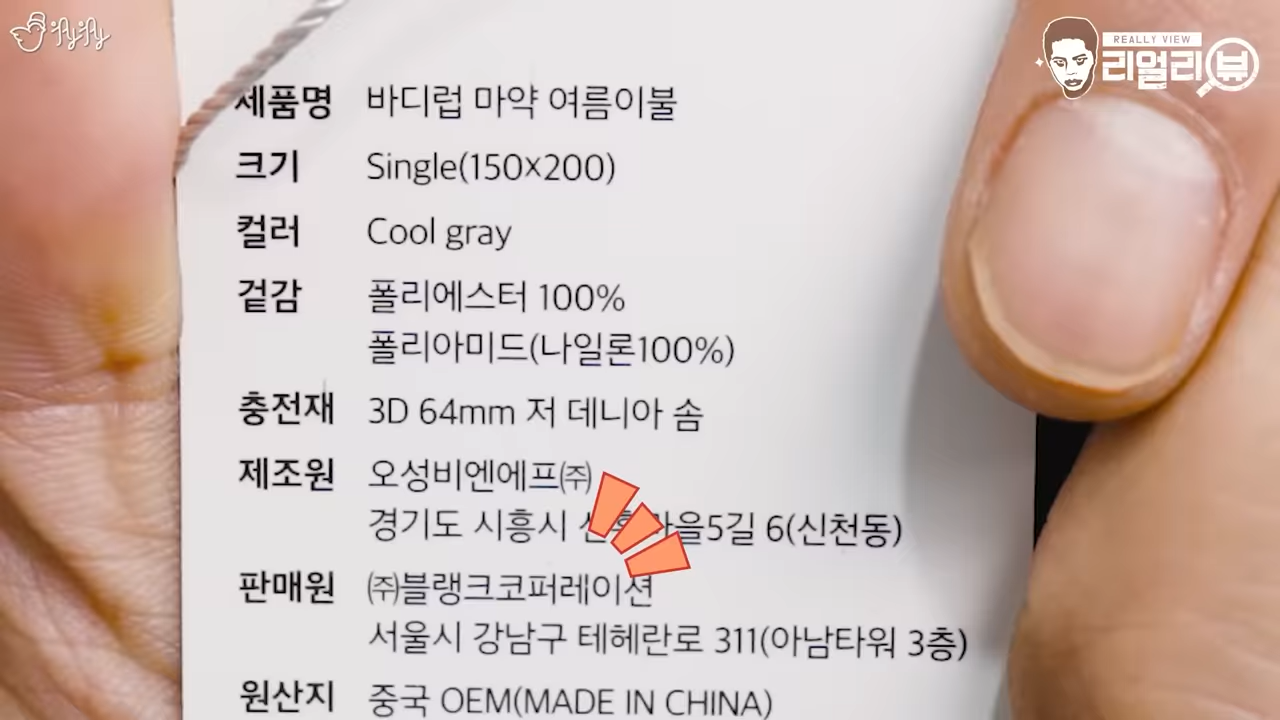 REALLY VIEW
리얼리뷰
제품명 바디럽 마약 여름이불
크기 Single(150×200)
컬러 Cool gray
겉감 폴리에스터 100%
폴리아미드(나일론100%)
충전재 3D 64mm 저 데니아 솜
제조원 오성비엔에프㈜
경기도 시흥시 5길 6(신천동)
판매원 ㈜블랭크코퍼레이션
서울시 강남구 테헤란로 311(아남타워 3층)
원산지 중국 OEM(MADE IN CHINA)